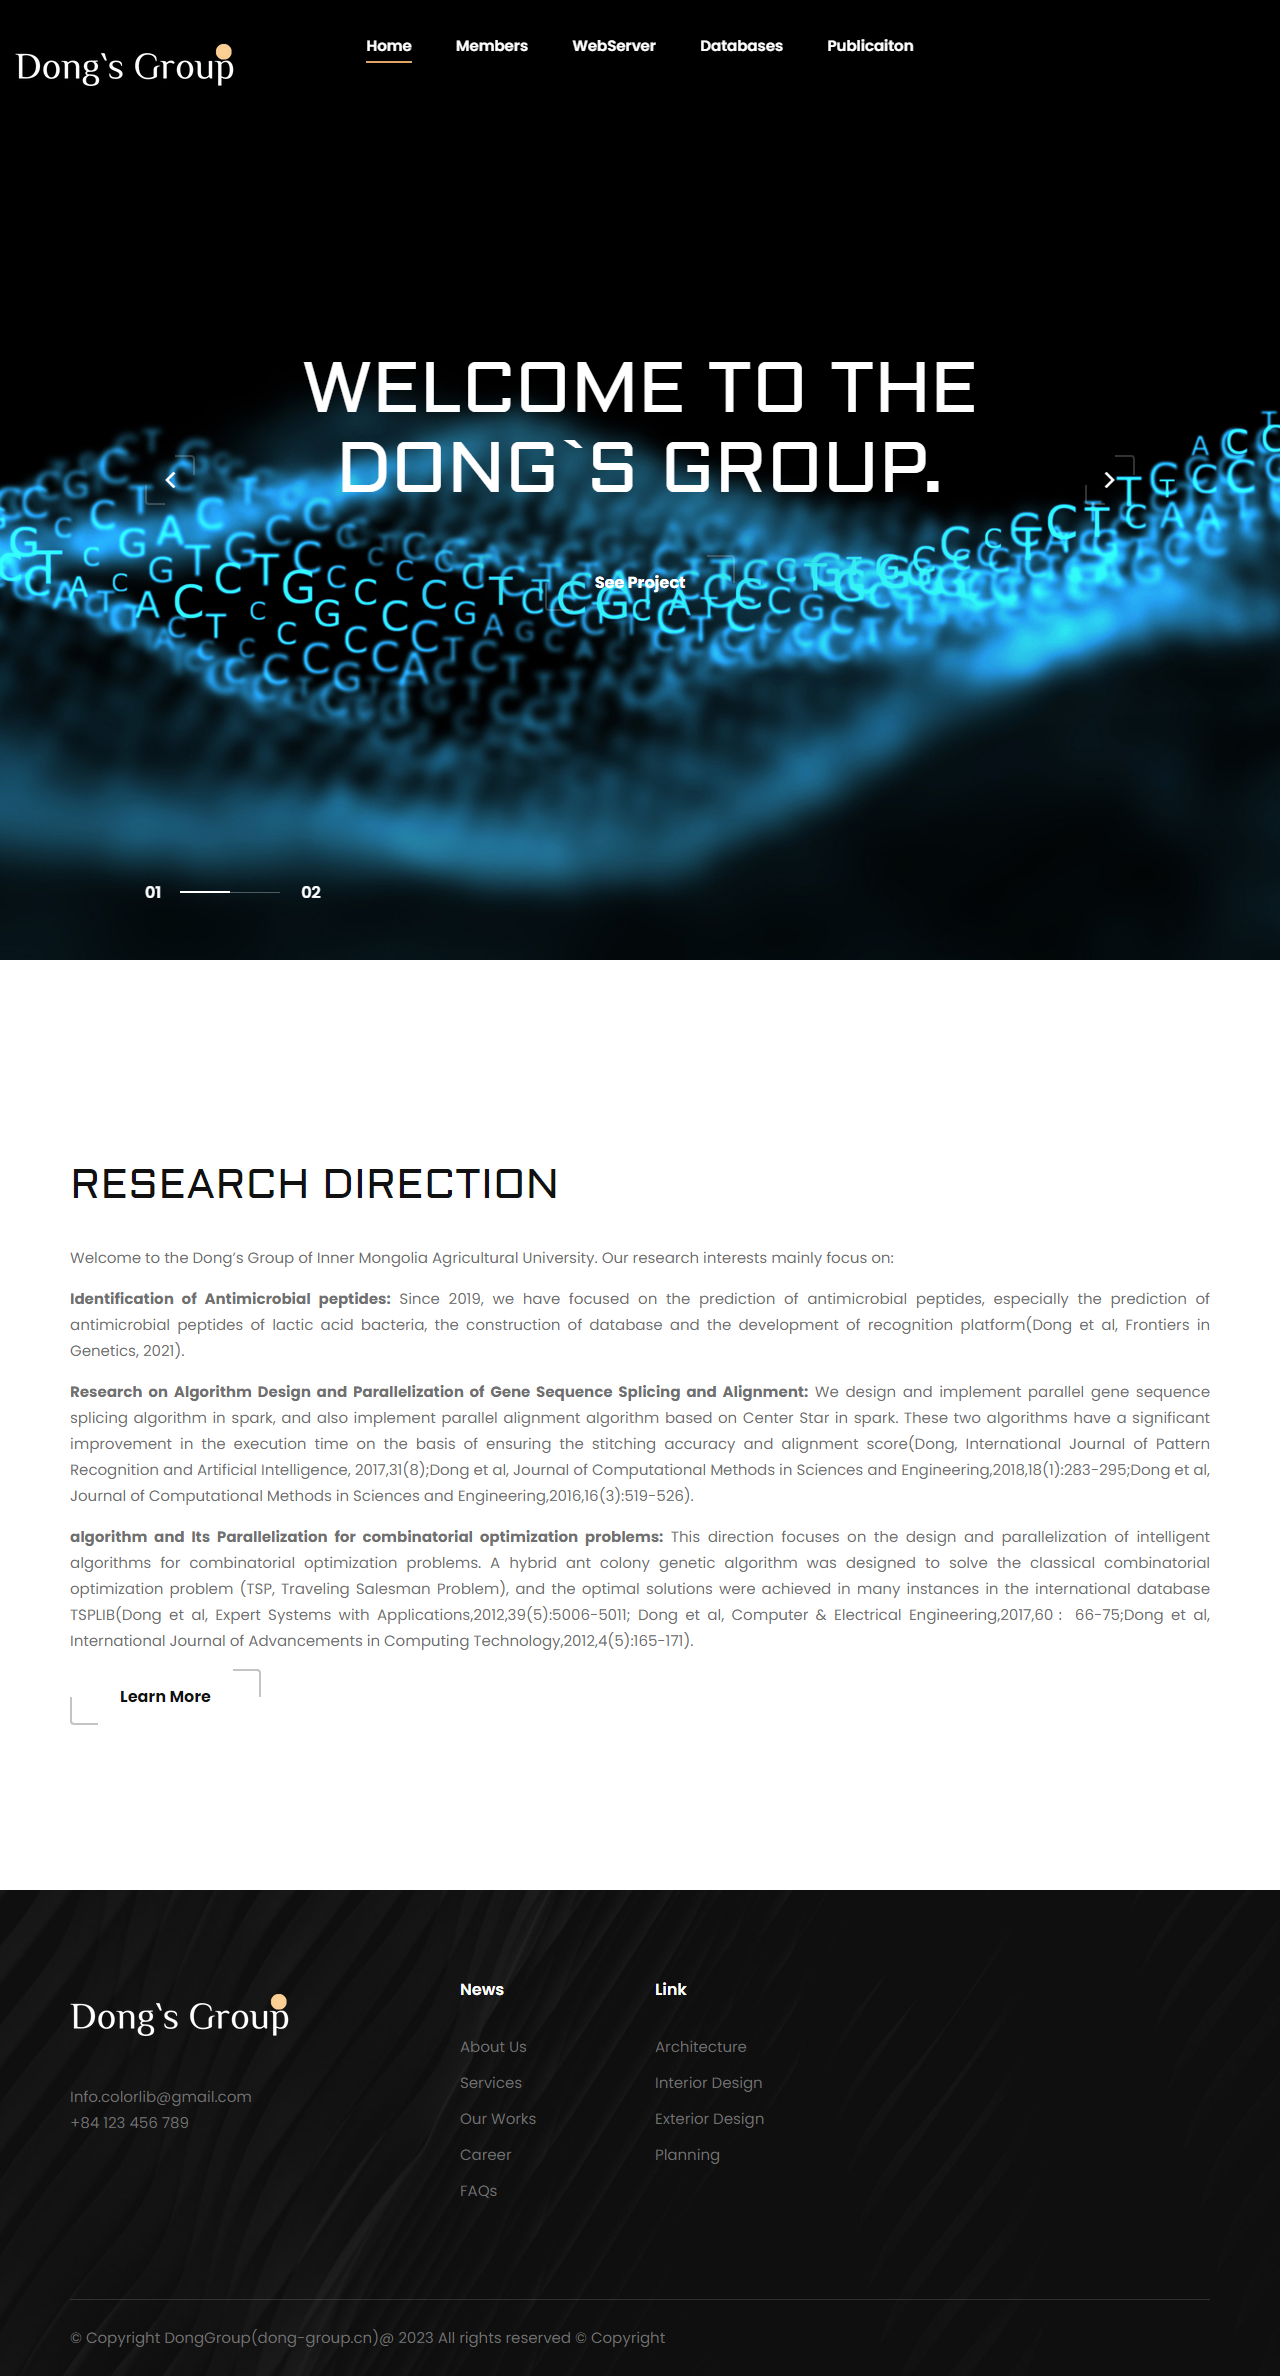 Dong`s Group
Home Members WebServer Databases Publicaiton
WELCOME TO THE
DONG`S GROUP.
See Project
01 02
RESEARCH DIRECTION
Welcome to the Dong's Group of Inner Mongolia Agricultural University. Our research interests mainly focus on:
Identification of Antimicrobial peptides: Since 2019, we have focused on the prediction of antimicrobial peptides, especially the prediction of
antimicrobial peptides of lactic acid bacteria, the construction of database and the development of recognition platform(Dong et al, Frontiers in
Genetics, 2021).
Research on Algorithm Design and Parallelization of Gene Sequence Splicing and Alignment: We design and implement parallel gene sequence
splicing algorithm in spark, and also implement parallel alignment algorithm based on Center Star in spark. These two algorithms have a significant
improvement in the execution time on the basis of ensuring the stitching accuracy and alignment score(Dong, International Journal of Pattern
Recognition and Artificial Intelligence, 2017,31(8);Dong et al, Journal of Computational Methods in Sciences and Engineering,2018,18(1):283-295;Dong et al,
Journal of Computational Methods in Sciences and Engineering,2016,16(3):519-526).
algorithm and Its Parallelization for combinatorial optimization problems: This direction focuses on the design and parallelization of intelligent
algorithms for combinatorial optimization problems. A hybrid ant colony genetic algorithm was designed to solve the classical combinatorial
optimization problem (TSP, Traveling Salesman Problem), and the optimal solutions were achieved in many instances in the international database
TSPLIB(Dong et al, Expert Systems with Applications,2012,39(5):5006-5011; Dong et al, Computer & Electrical Engineering,2017,60： 66-75;Dong et al,
International Journal of Advancements in Computing Technology,2012,4(5):165-171).
Learn More
Dong`s Group
Info.colorlib@gmail.com
+84 123 456 789
News
About Us
Services
Our Works
Career
FAQs
Link
Architecture
Interior Design
Exterior Design
Planning
© Copyright DongGroup(dong-group.cn)@ 2023 All rights reserved © Copyright